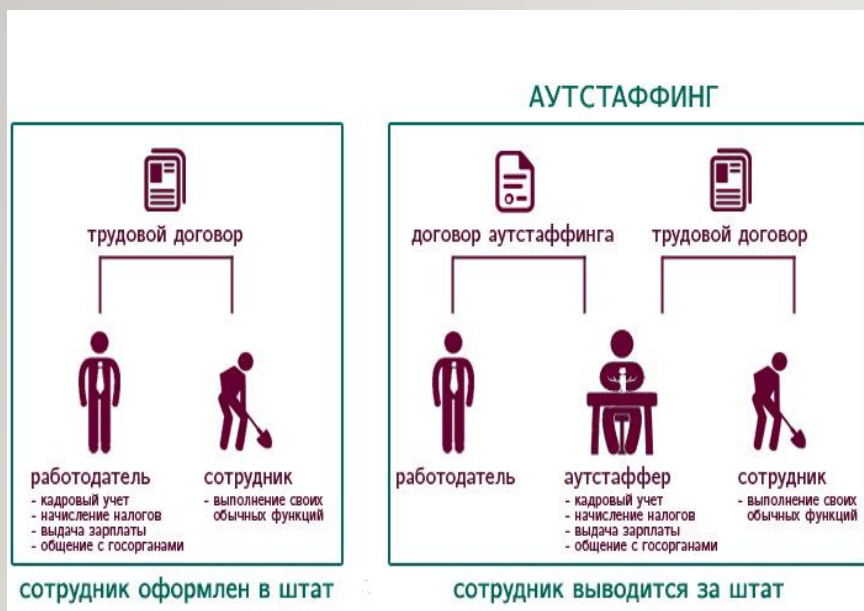 АУТСТАФФИНГ
трудовой договор
работодатель
- кадровый учет
- начисление налогов
- выдача зарплаты
- общение с госорганами
сотрудник
- выполнение своих
обычных функций
сотрудник оформлен в штат
договор аутстаффинга
трудовой договор
работодатель
аутстаффер
- кадровый учет
- начисление налогов
- выдача зарплаты
- общение с госорганами
сотрудник
- выполнение своих
обычных функций
сотрудник выводится за штат